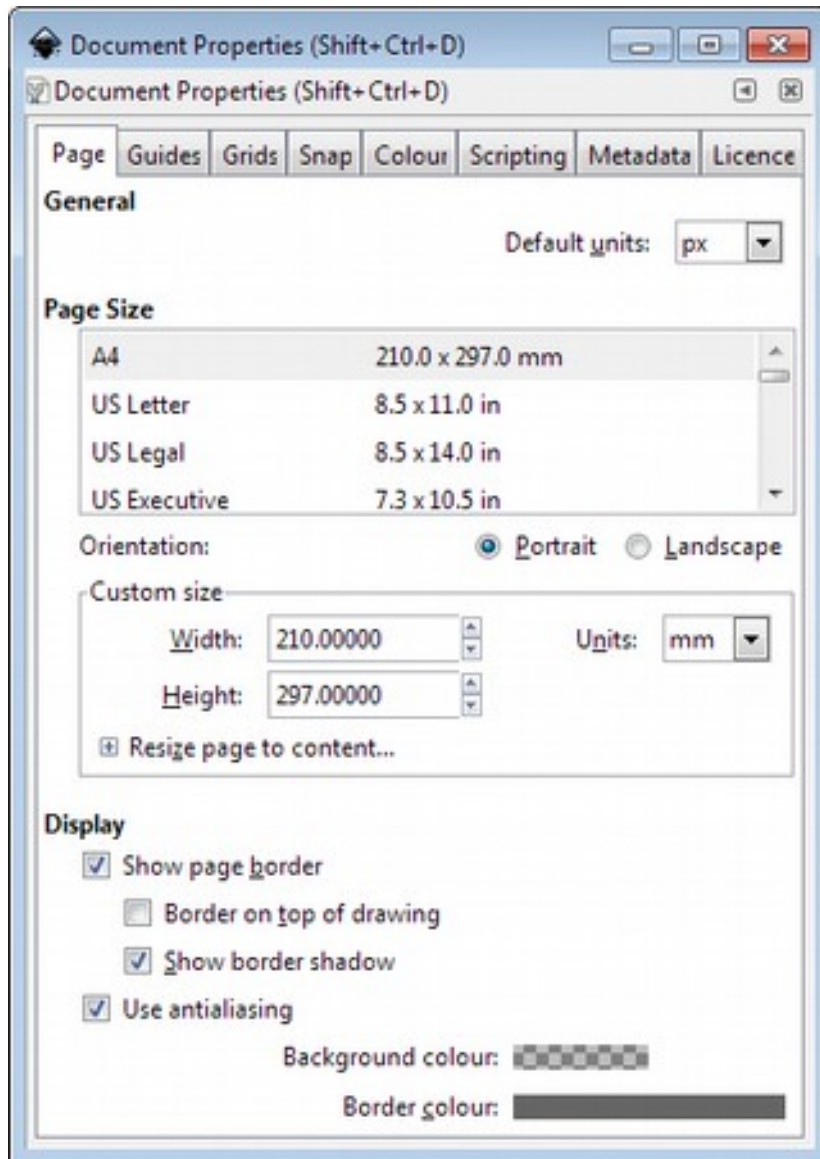 Document Properties (Shift+Ctrl+D)
Document Properties (Shift+Ctrl+D)
Page Guides Grids Snap Colour Scripting Metadata Licence
General
Default units: px
Page Size
A4 210.0 x 297.0 mm
US Letter 8.5 x 11.0 in
US Legal 8.5 x 14.0 in
US Executive 7.3 x 10.5 in
Orientation: Portrait Landscape
Custom size
Width: 210.00000 Units: mm
Height: 297.00000
Resize page to content...
Display
Show page border
Border on top of drawing
Show border shadow
Use antialiasing
Background colour:
Border colour: